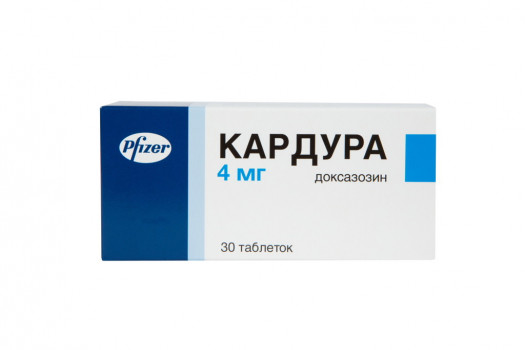 Pfizer
КАРДУРА
4 мг
доксазозин
30 таблеток